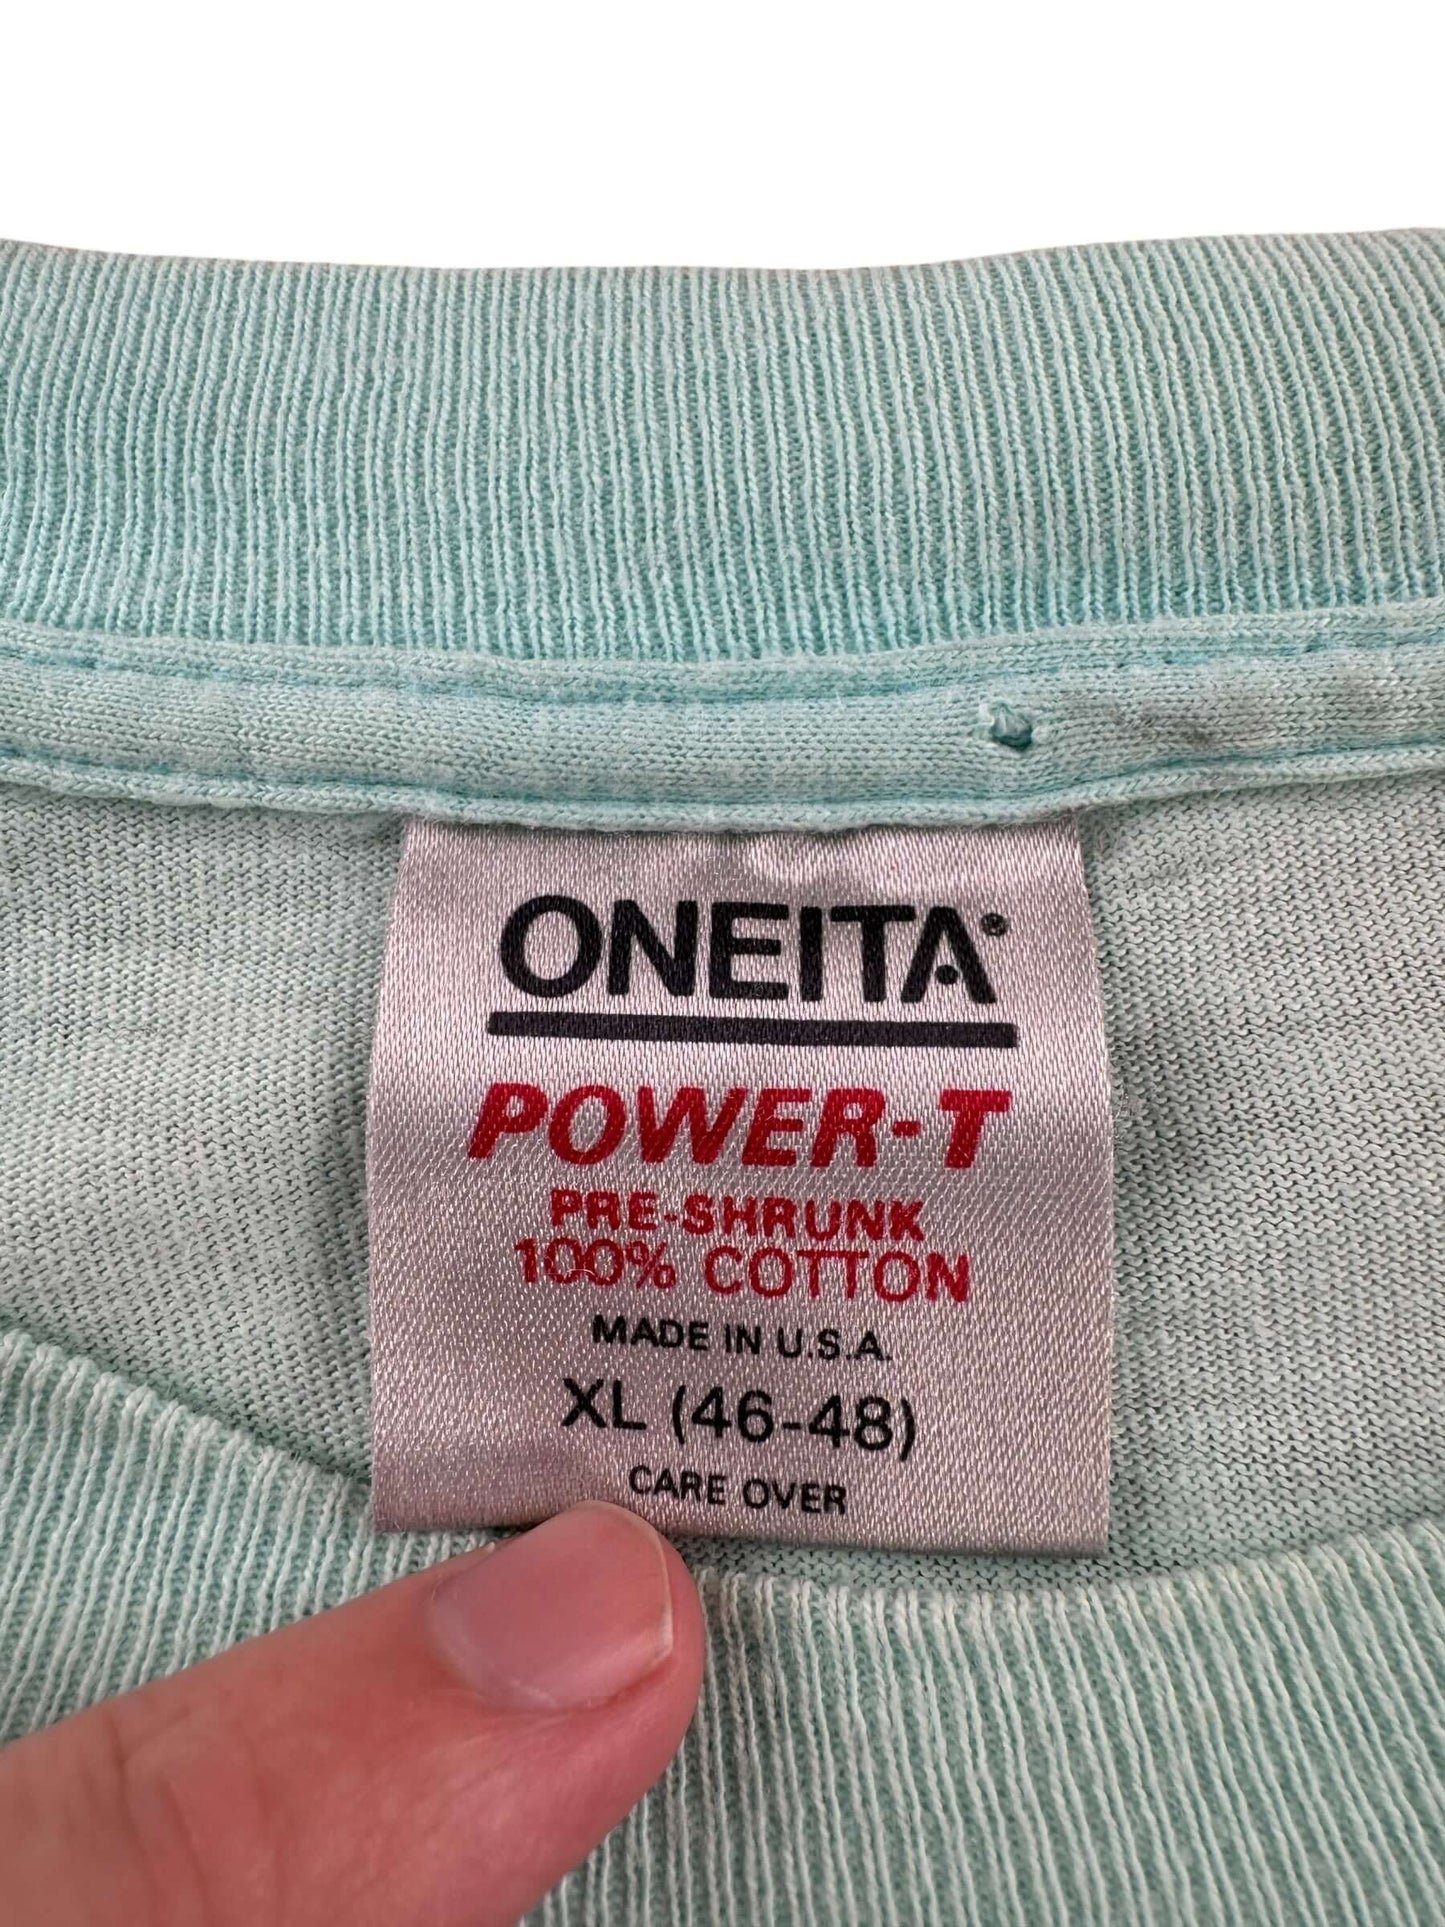 ONEITA®
POWER-T
PRE-SHRUNK
100% COTTON
MADE IN U.S.A.
XL (46-48)
CARE OVER